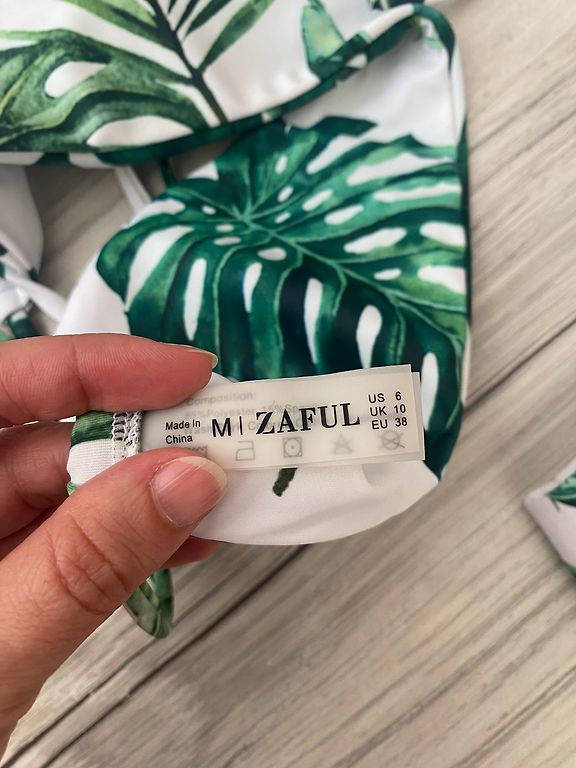 Made In
China
M| ZAFUL
US 6
UK 10
EU 38
Composition: